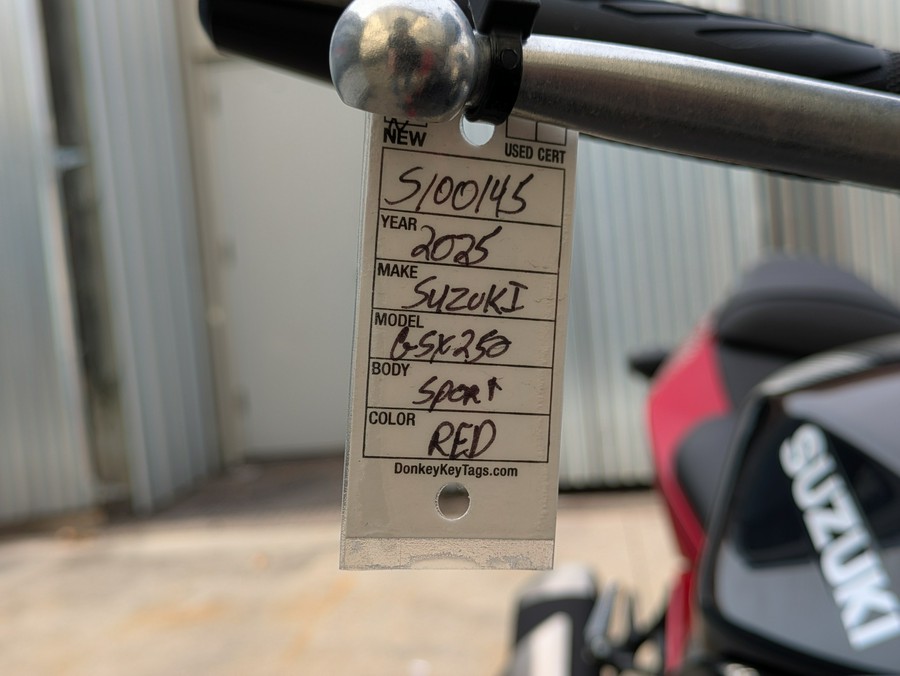 NEW
USED CERT
S100145
YEAR 2025
MAKE SUZUKI
MODEL GSX250
BODY Sport
COLOR RED
DonkeyKeyTags.com
SUZUKI